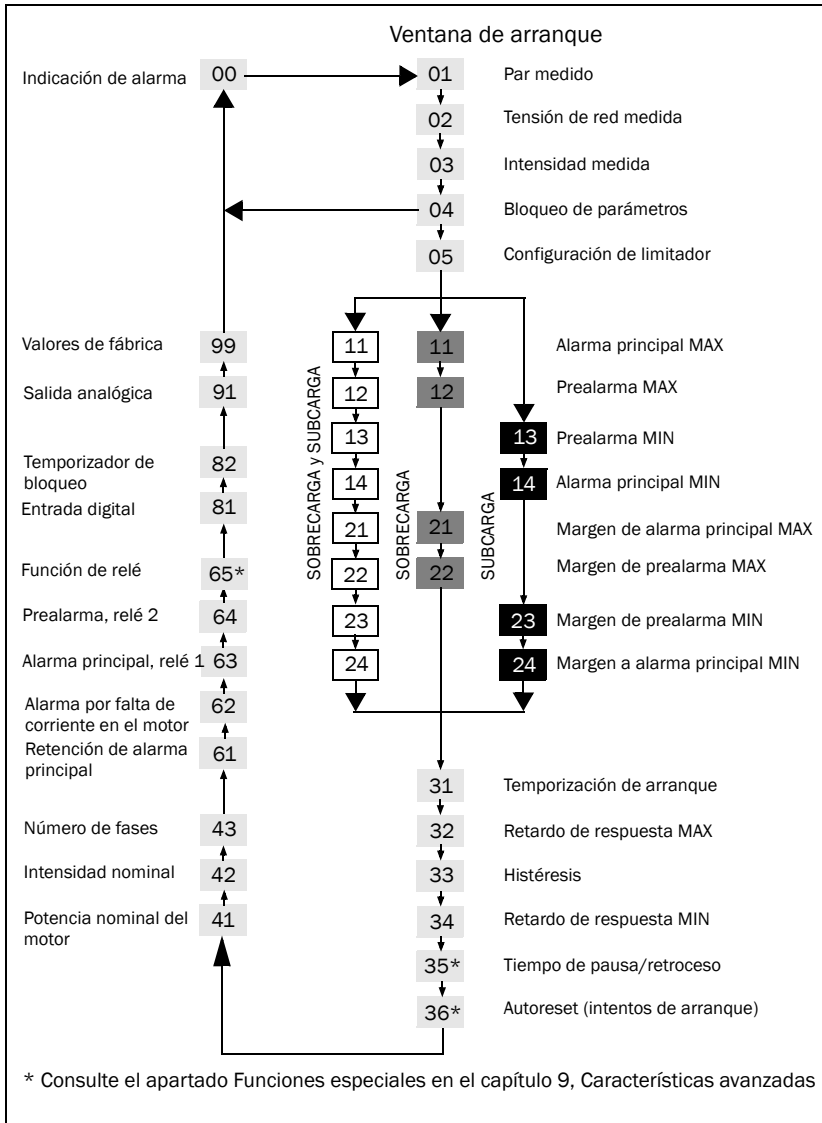 Ventana de arranque
Indicación de alarma 00 01 Par medido
02 Tensión de red medida
03 Intensidad medida
04 Bloqueo de parámetros
05 Configuración de limitador
Valores de fábrica 99 11 11 Alarma principal MAX
Salida analógica 91 12 12 Prealarma MAX
13 13 Prealarma MIN
Temporizador de
bloqueo 82 14 14 Alarma principal MIN
Entrada digital 81 21 21 Margen de alarma principal MAX
Función de relé 65* 22 22 Margen de prealarma MAX
Prealarma, relé 2 64 23 23 Margen de prealarma MIN
Alarma principal, relé 1 63 24 24 Margen a alarma principal MIN
SOBRECARGA y SUBCARGA
SOBRECARGA
SUBCARGA
Alarma por falta de
corriente en el motor 62
Retención de alarma
principal 61
31 Temporización de arranque
Número de fases 43 32 Retardo de respuesta MAX
Intensidad nominal 42 33 Histéresis
Potencia nominal del
motor 41 34 Retardo de respuesta MIN
35* Tiempo de pausa/retroceso
36* Autoreset (intentos de arranque)
* Consulte el apartado Funciones especiales en el capítulo 9, Características avanzadas